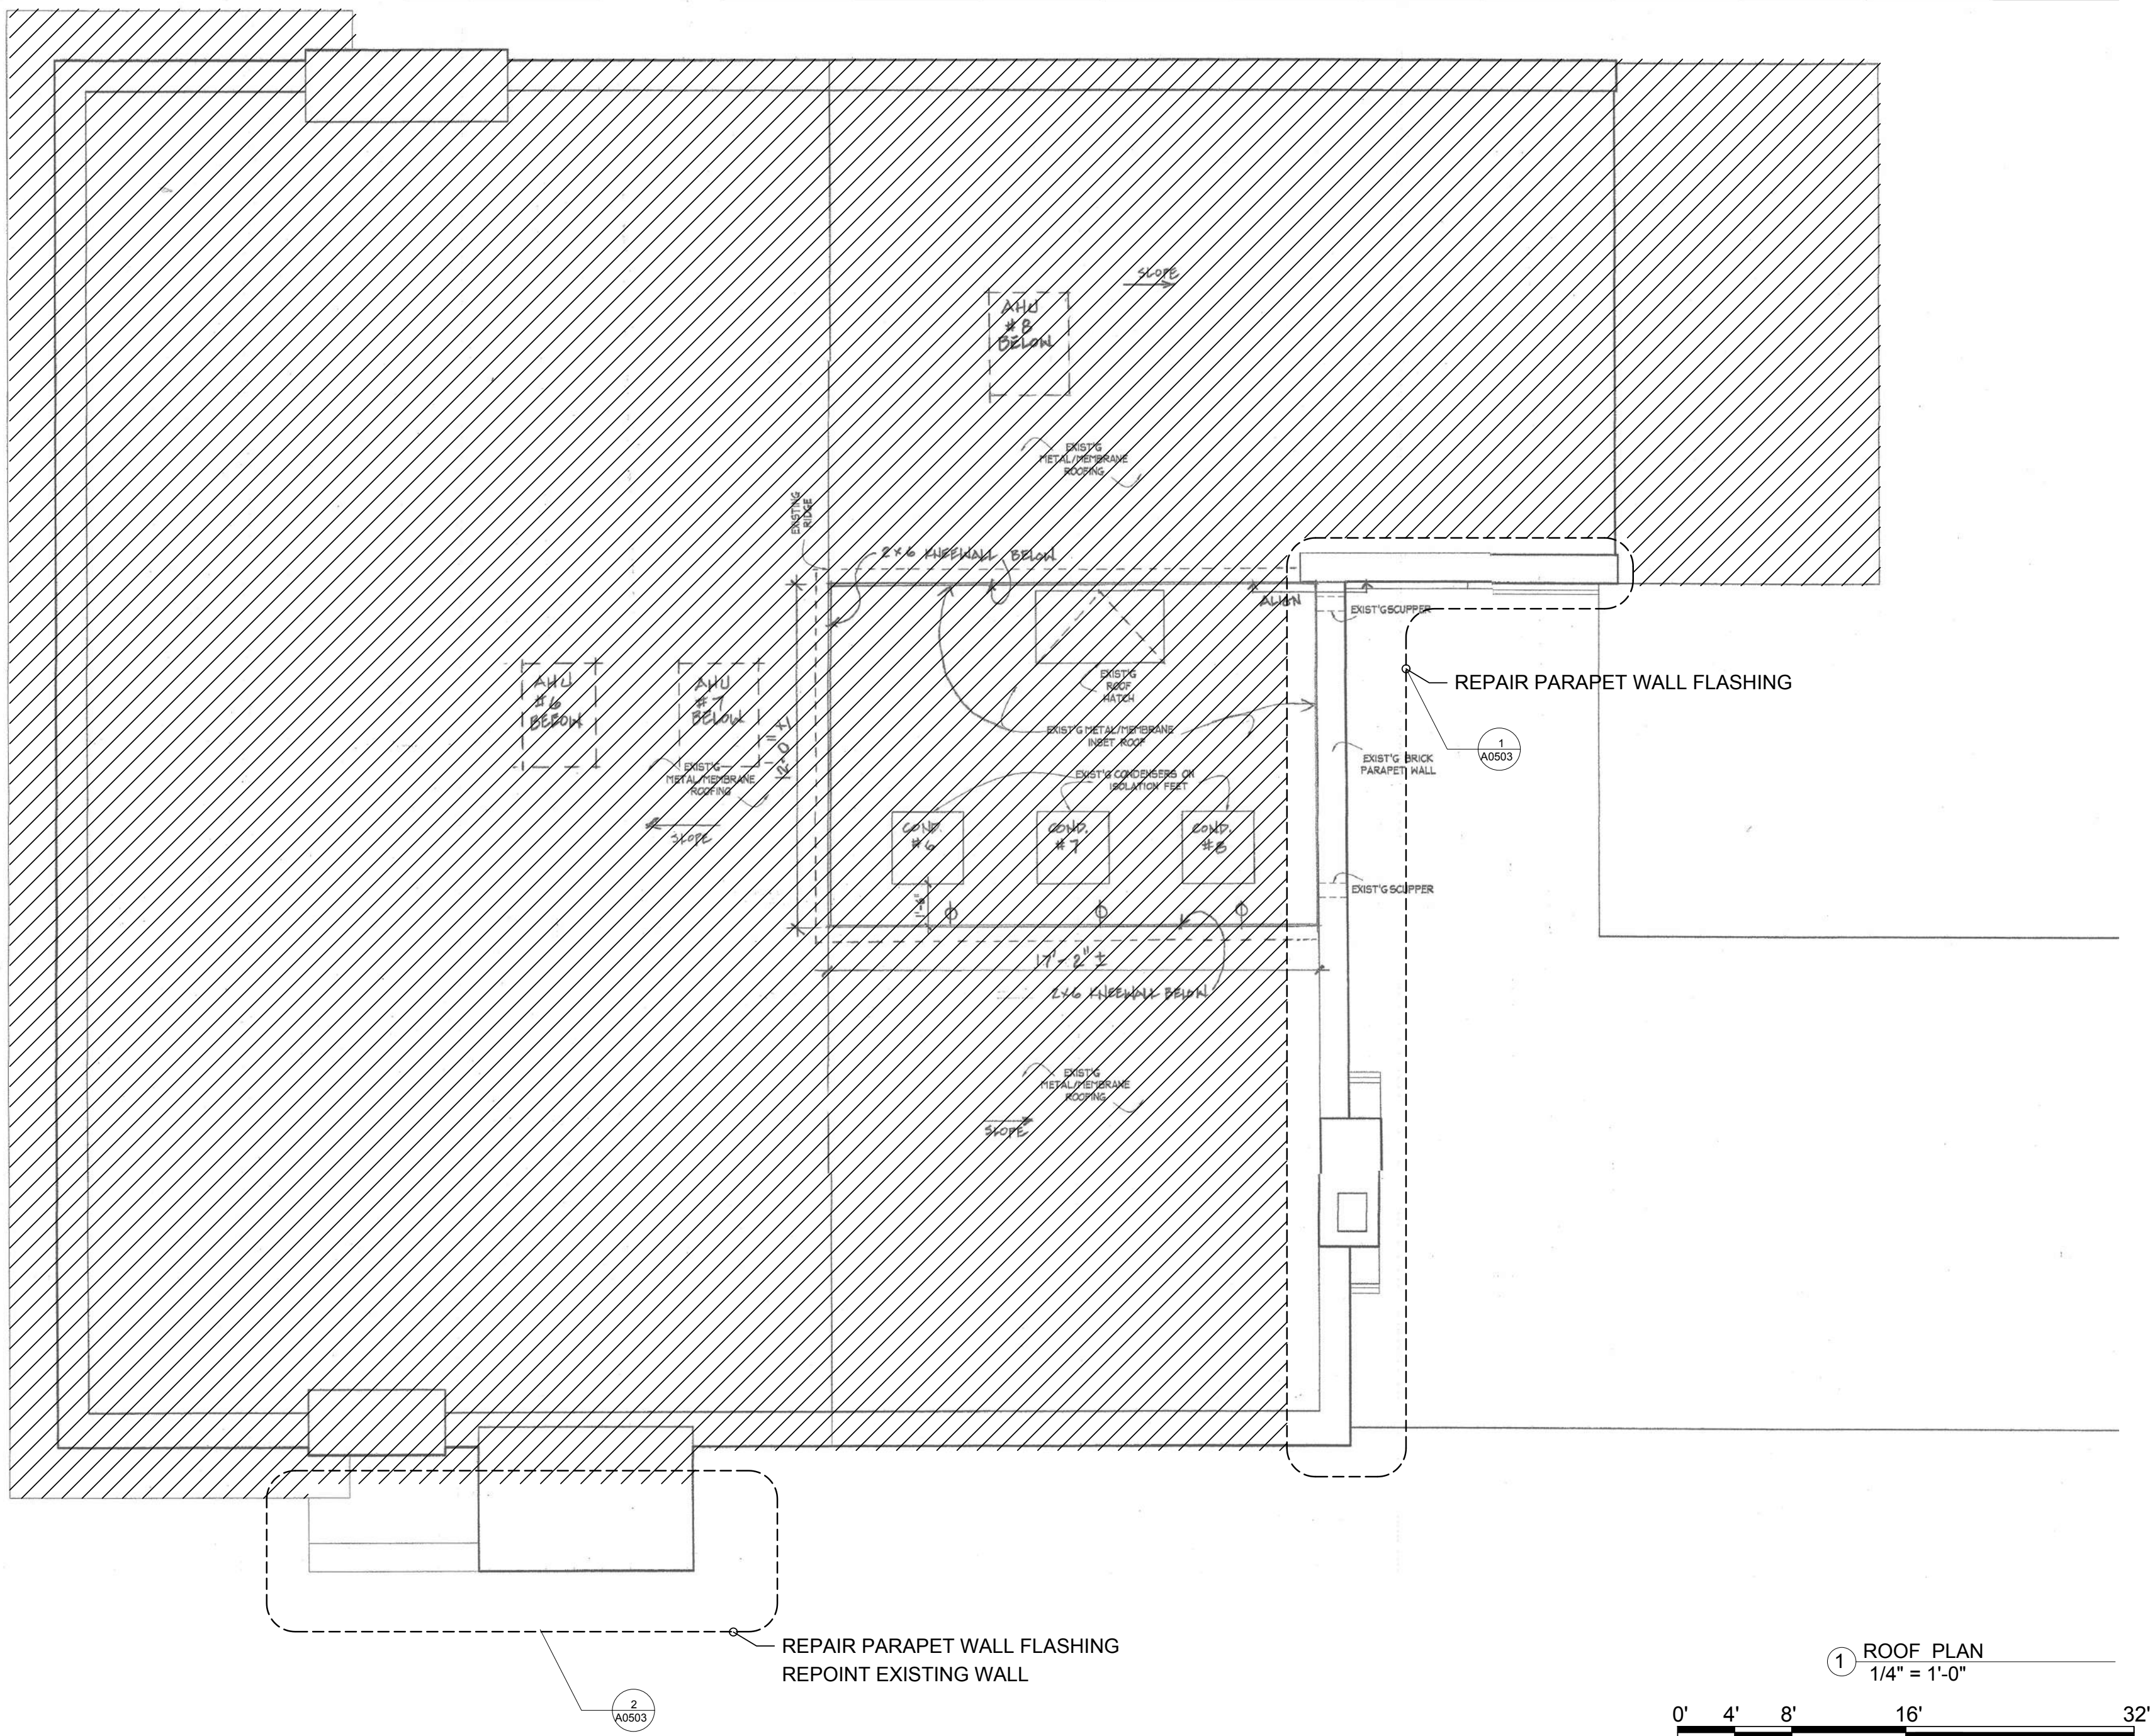 SLOPE
AHU
#8
BELOW
EXIST'G
METAL/MEMBRANE
ROOFING
EXISTING
RIDGE
2x6 KNEEWALL BELOW
ALIGN
EXIST'G SCUPPER
EXIST'G
ROOF
HATCH
REPAIR PARAPET WALL FLASHING
1
A0503
AHU
#6
BELOW
AHU
#7
BELOW
12'-0" ±
EXIST'G METAL/MEMBRANE
INSET ROOF
EXIST'G BRICK
PARAPET WALL
EXIST'G
METAL/MEMBRANE
ROOFING
EXIST'G CONDENSERS ON
ISOLATION FEET
SLOPE
COND.
#6
COND.
#7
COND.
#8
EXIST'G SCUPPER
1'-6"
17'-2" ±
2x6 KNEEWALL BELOW
EXIST'G
METAL/MEMBRANE
ROOFING
SLOPE
REPAIR PARAPET WALL FLASHING
REPOINT EXISTING WALL
2
A0503
1 ROOF PLAN
1/4" = 1'-0"
0' 4' 8' 16' 32'